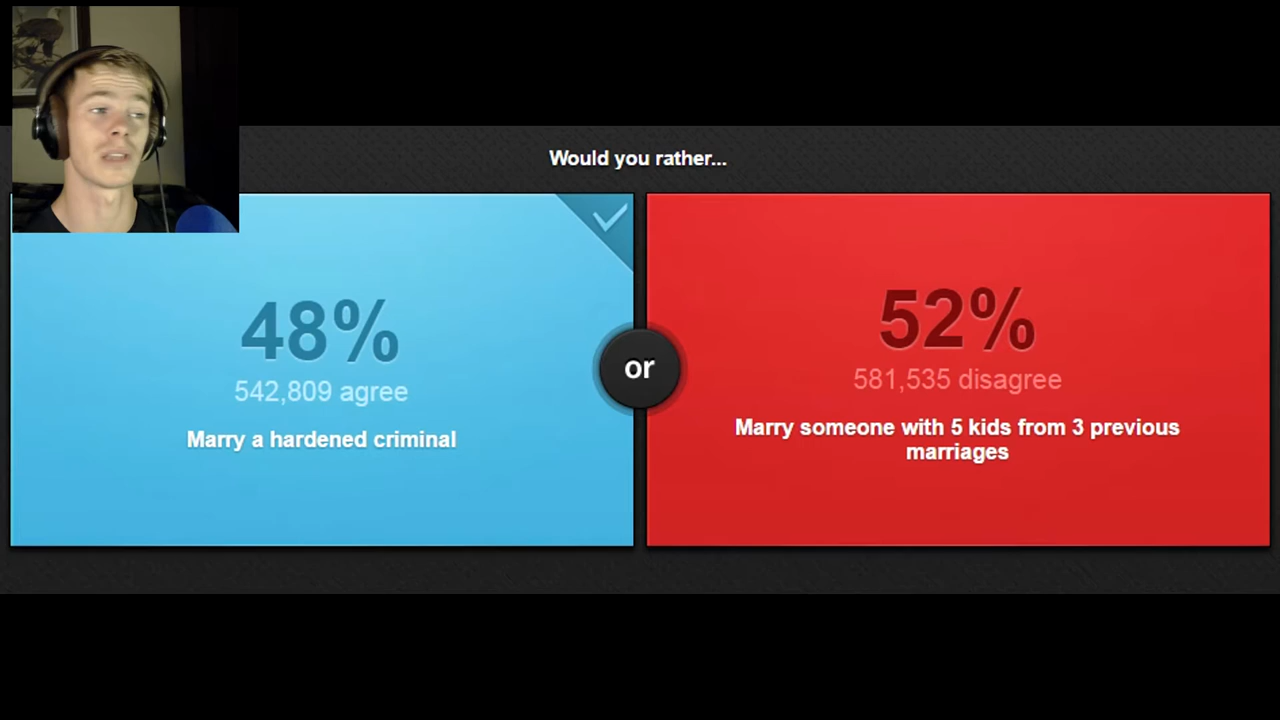 Would you rather...
48%
542,809 agree
Marry a hardened criminal
or
52%
581,535 disagree
Marry someone with 5 kids from 3 previous
marriages